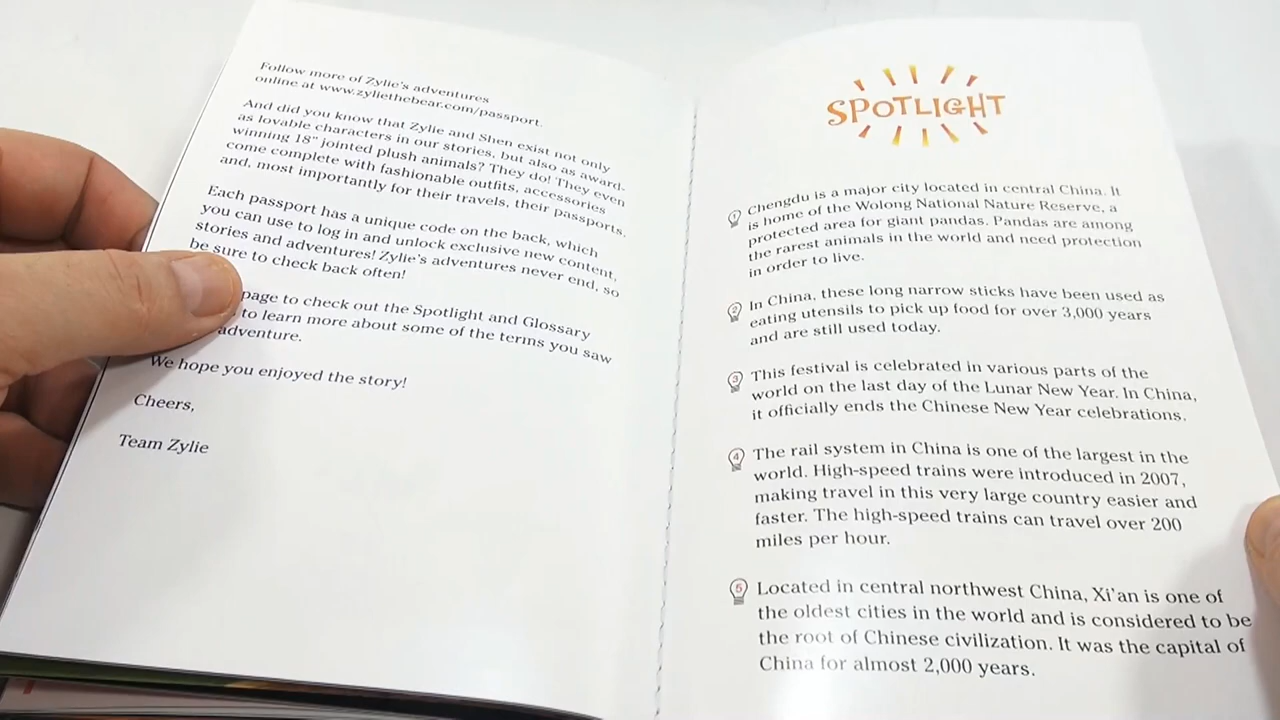 Follow more of Zylie's adventures
online at www.zyliethebear.com/passport.
And did you know that Zylie and Shen exist not only
as lovable characters in our stories, but also as award-
winning 18" jointed plush animals? They do! They even
come complete with fashionable outfits, accessories
and, most importantly for their travels, their passports.
Each passport has a unique code on the back, which
you can use to log in and unlock exclusive new content,
stories and adventures! Zylie's adventures never end, so
be sure to check back often!
page to check out the Spotlight and Glossary
to learn more about some of the terms you saw
adventure.
We hope you enjoyed the story!
Cheers,
Team Zylie
SPOTLIGHT
1 Chengdu is a major city located in central China. It
is home of the Wolong National Nature Reserve, a
protected area for giant pandas. Pandas are among
the rarest animals in the world and need protection
in order to live.
2 In China, these long narrow sticks have been used as
eating utensils to pick up food for over 3,000 years
and are still used today.
3 This festival is celebrated in various parts of the
world on the last day of the Lunar New Year. In China,
it officially ends the Chinese New Year celebrations.
4 The rail system in China is one of the largest in the
world. High-speed trains were introduced in 2007,
making travel in this very large country easier and
faster. The high-speed trains can travel over 200
miles per hour.
5 Located in central northwest China, Xi'an is one of
the oldest cities in the world and is considered to be
the root of Chinese civilization. It was the capital of
China for almost 2,000 years.